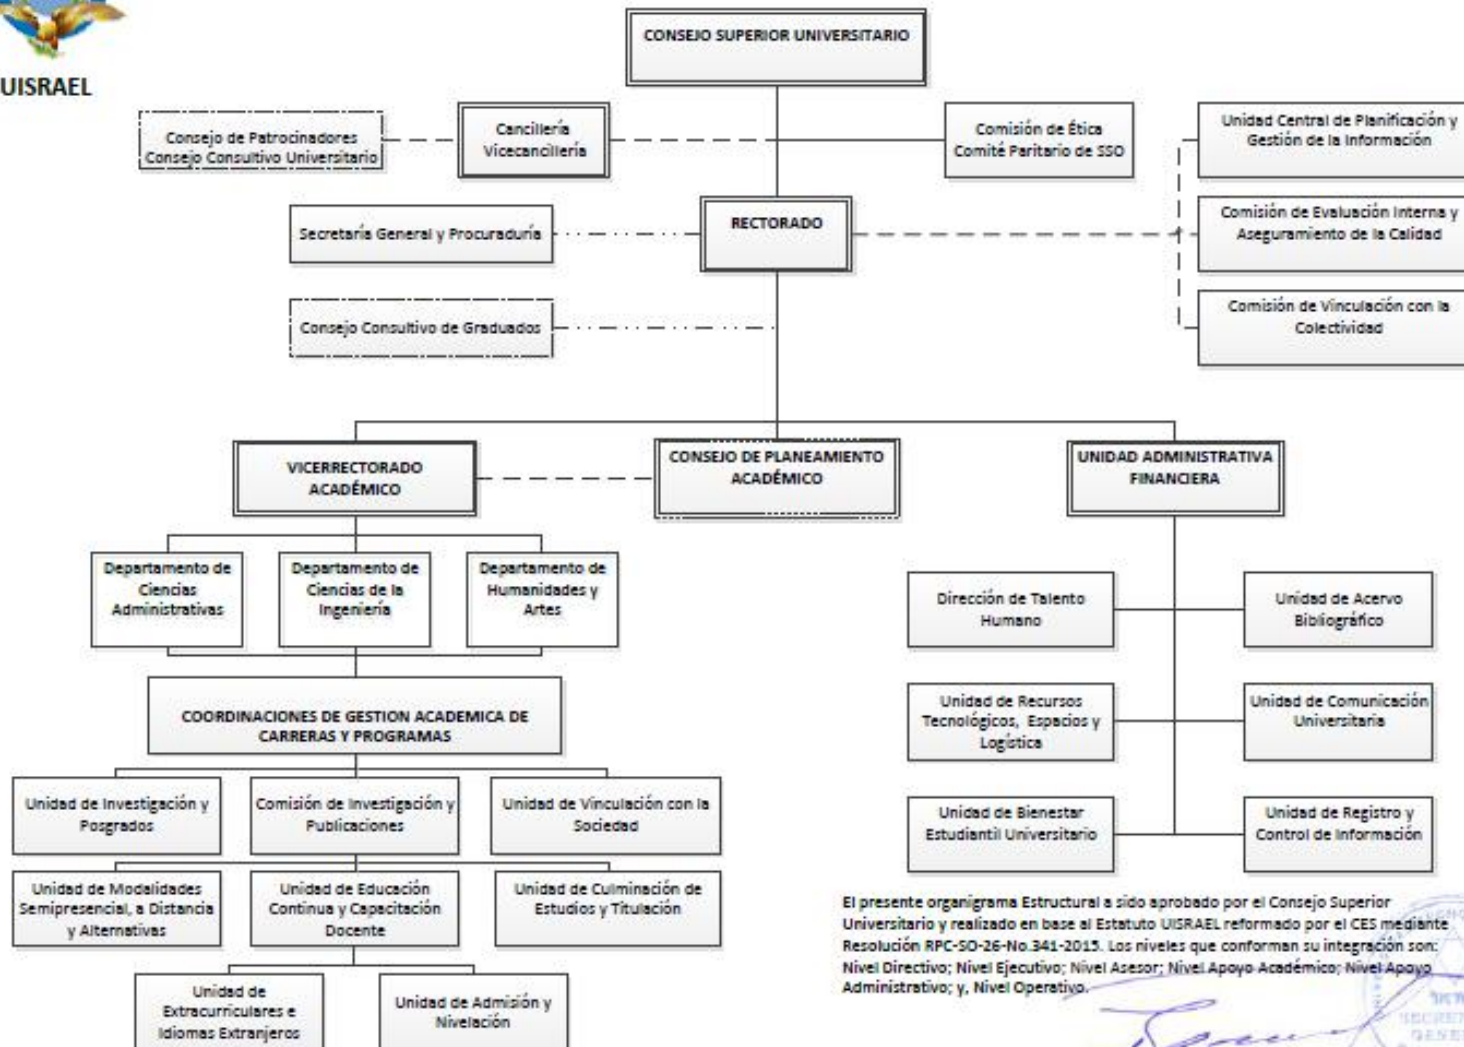 UISRAEL
CONSEJO SUPERIOR UNIVERSITARIO
Consejo de Patrocinadores
Consejo Consultivo Universitario
Cancillería
Vicecancillería
Comisión de Ética
Comité Paritario de SSO
Unidad Central de Planificación y
Gestión de la Información
Secretaría General y Procuraduría
RECTORADO
Comisión de Evaluación Interna y
Aseguramiento de la Calidad
Consejo Consultivo de Graduados
Comisión de Vinculación con la
Colectividad
VICERRECTORADO
ACADÉMICO
CONSEJO DE PLANEAMIENTO
ACADÉMICO
UNIDAD ADMINISTRATIVA
FINANCIERA
Departamento de
Ciencias
Administrativas
Departamento de
Ciencias de la
Ingeniería
Departamento de
Humanidades y
Artes
Dirección de Talento
Humano
Unidad de Acervo
Bibliográfico
COORDINACIONES DE GESTION ACADEMICA DE
CARRERAS Y PROGRAMAS
Unidad de Recursos
Tecnológicos, Espacios y
Logística
Unidad de Comunicación
Universitaria
Unidad de Investigación y
Posgrados
Comisión de Investigación y
Publicaciones
Unidad de Vinculación con la
Sociedad
Unidad de Bienestar
Estudiantil Universitario
Unidad de Registro y
Control de Información
Unidad de Modalidades
Semipresencial, a Distancia
y Alternativas
Unidad de Educación
Continua y Capacitación
Docente
Unidad de Culminación de
Estudios y Titulación
Unidad de
Extracurriculares e
Idiomas Extranjeros
Unidad de Admisión y
Nivelación
El presente organigrama Estructural a sido aprobado por el Consejo Superior
Universitario y realizado en base al Estatuto UISRAEL reformado por el CES mediante
Resolución RPC-SO-26-No.341-2015. Los niveles que conforman su integración son:
Nivel Directivo; Nivel Ejecutivo; Nivel Asesor; Nivel Apoyo Académico; Nivel Apoyo
Administrativo; y, Nivel Operativo.